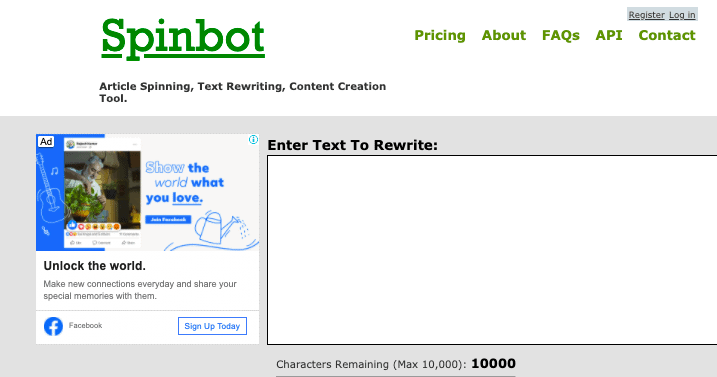 Register Log in
Spinbot
Pricing About FAQs API Contact
Article Spinning, Text Rewriting, Content Creation
Tool.
Ad
Enter Text To Rewrite:
Show the
world what
you love.
Join Facebook
Unlock the world.
Make new connections everyday and share your
special memories with them.
Facebook
Sign Up Today
Characters Remaining (Max 10,000): 10000